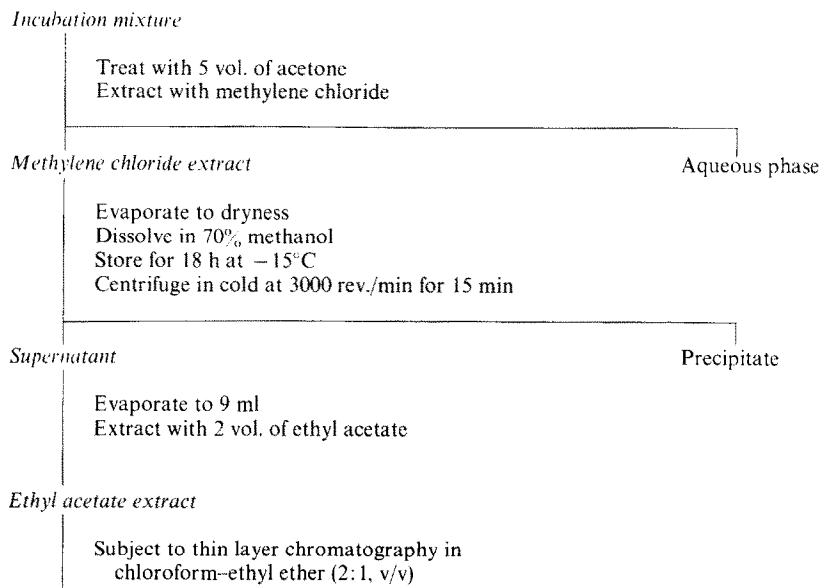 Incubation mixture
Treat with 5 vol. of acetone
Extract with methylene chloride
Methylene chloride extract
Aqueous phase
Evaporate to dryness
Dissolve in 70% methanol
Store for 18 h at −15°C
Centrifuge in cold at 3000 rev./min for 15 min
Supernatant
Precipitate
Evaporate to 9 ml
Extract with 2 vol. of ethyl acetate
Ethyl acetate extract
Subject to thin layer chromatography in
chloroform–ethyl ether (2:1, v/v)